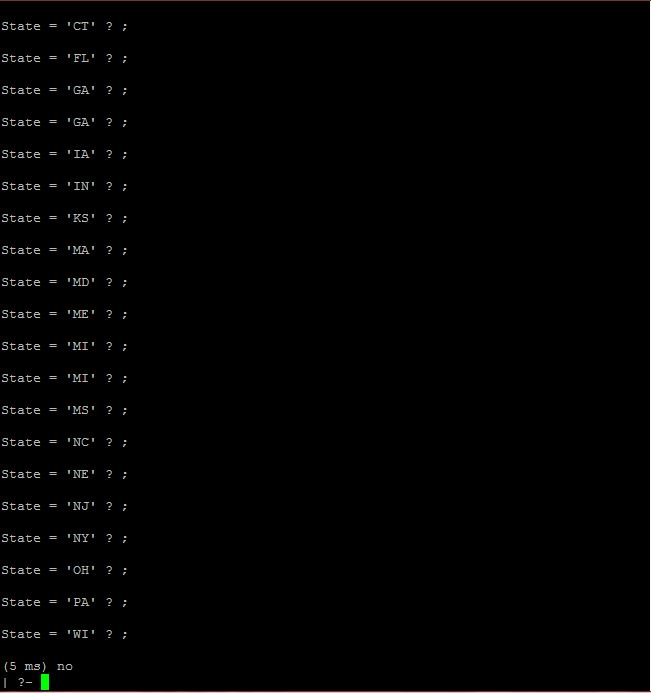 State = 'CT' ? ;
State = 'FL' ? ;
State = 'GA' ? ;
State = 'GA' ? ;
State = 'IA' ? ;
State = 'IN' ? ;
State = 'KS' ? ;
State = 'MA' ? ;
State = 'MD' ? ;
State = 'ME' ? ;
State = 'MI' ? ;
State = 'MI' ? ;
State = 'MS' ? ;
State = 'NC' ? ;
State = 'NE' ? ;
State = 'NJ' ? ;
State = 'NY' ? ;
State = 'OH' ? ;
State = 'PA' ? ;
State = 'WI' ? ;
(5 ms) no
| ?-